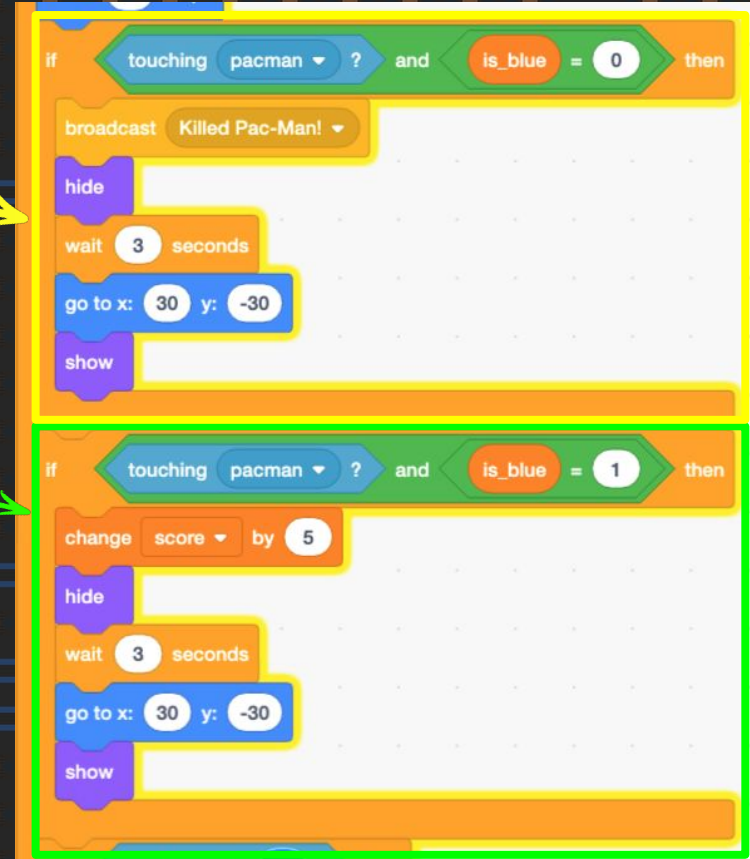 if touching pacman ? and is_blue = 0 then
broadcast Killed Pac-Man!
hide
wait 3 seconds
go to x: 30 y: -30
show
if touching pacman ? and is_blue = 1 then
change score by 5
hide
wait 3 seconds
go to x: 30 y: -30
show